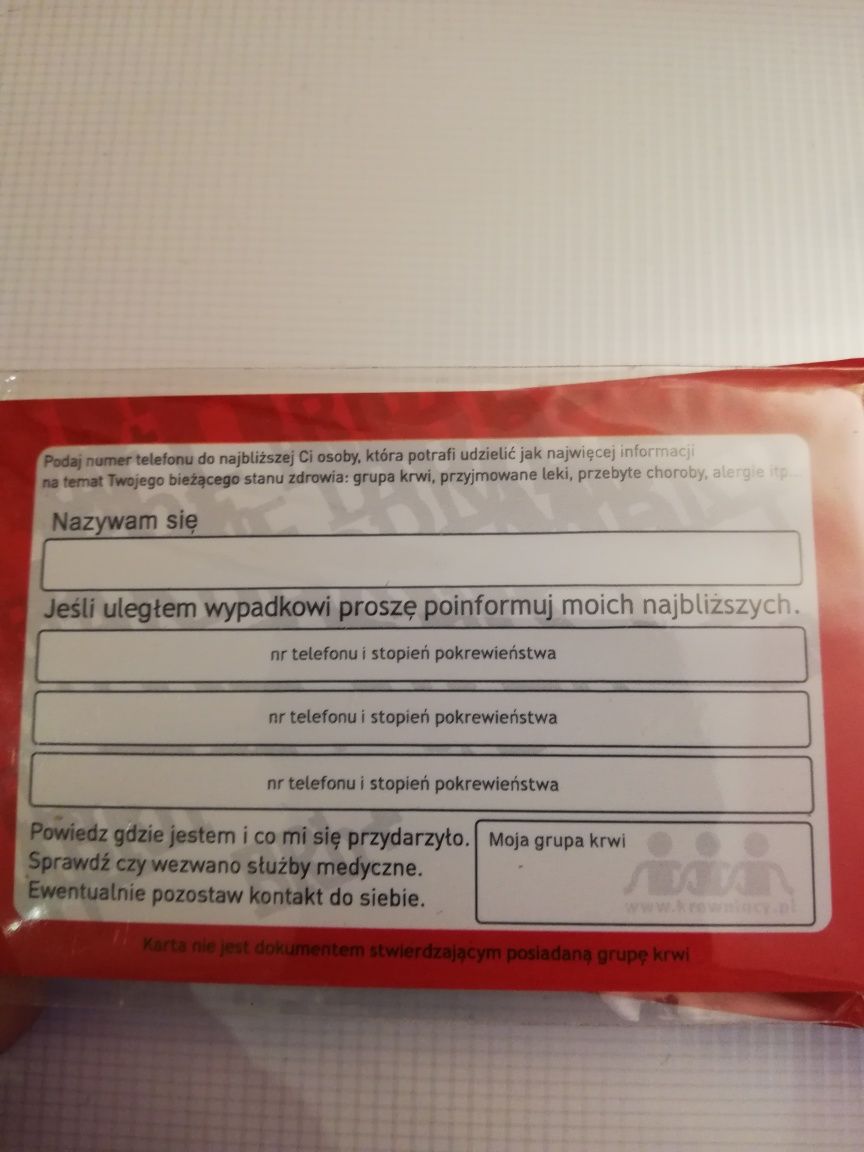 Podaj numer telefonu do najbliższej Ci osoby, która potrafi udzielić jak najwięcej informacji
na temat Twojego bieżącego stanu zdrowia: grupa krwi, przyjmowane leki, przebyte choroby, alergie itp...
Nazywam się
Jeśli uległem wypadkowi proszę poinformuj moich najbliższych.
nr telefonu i stopień pokrewieństwa
nr telefonu i stopień pokrewieństwa
nr telefonu i stopień pokrewieństwa
Powiedz gdzie jestem i co mi się przydarzyło.
Sprawdź czy wezwano służby medyczne.
Ewentualnie pozostaw kontakt do siebie.
Moja grupa krwi
www.krewniacy.pl
Karta nie jest dokumentem stwierdzającym posiadaną grupę krwi